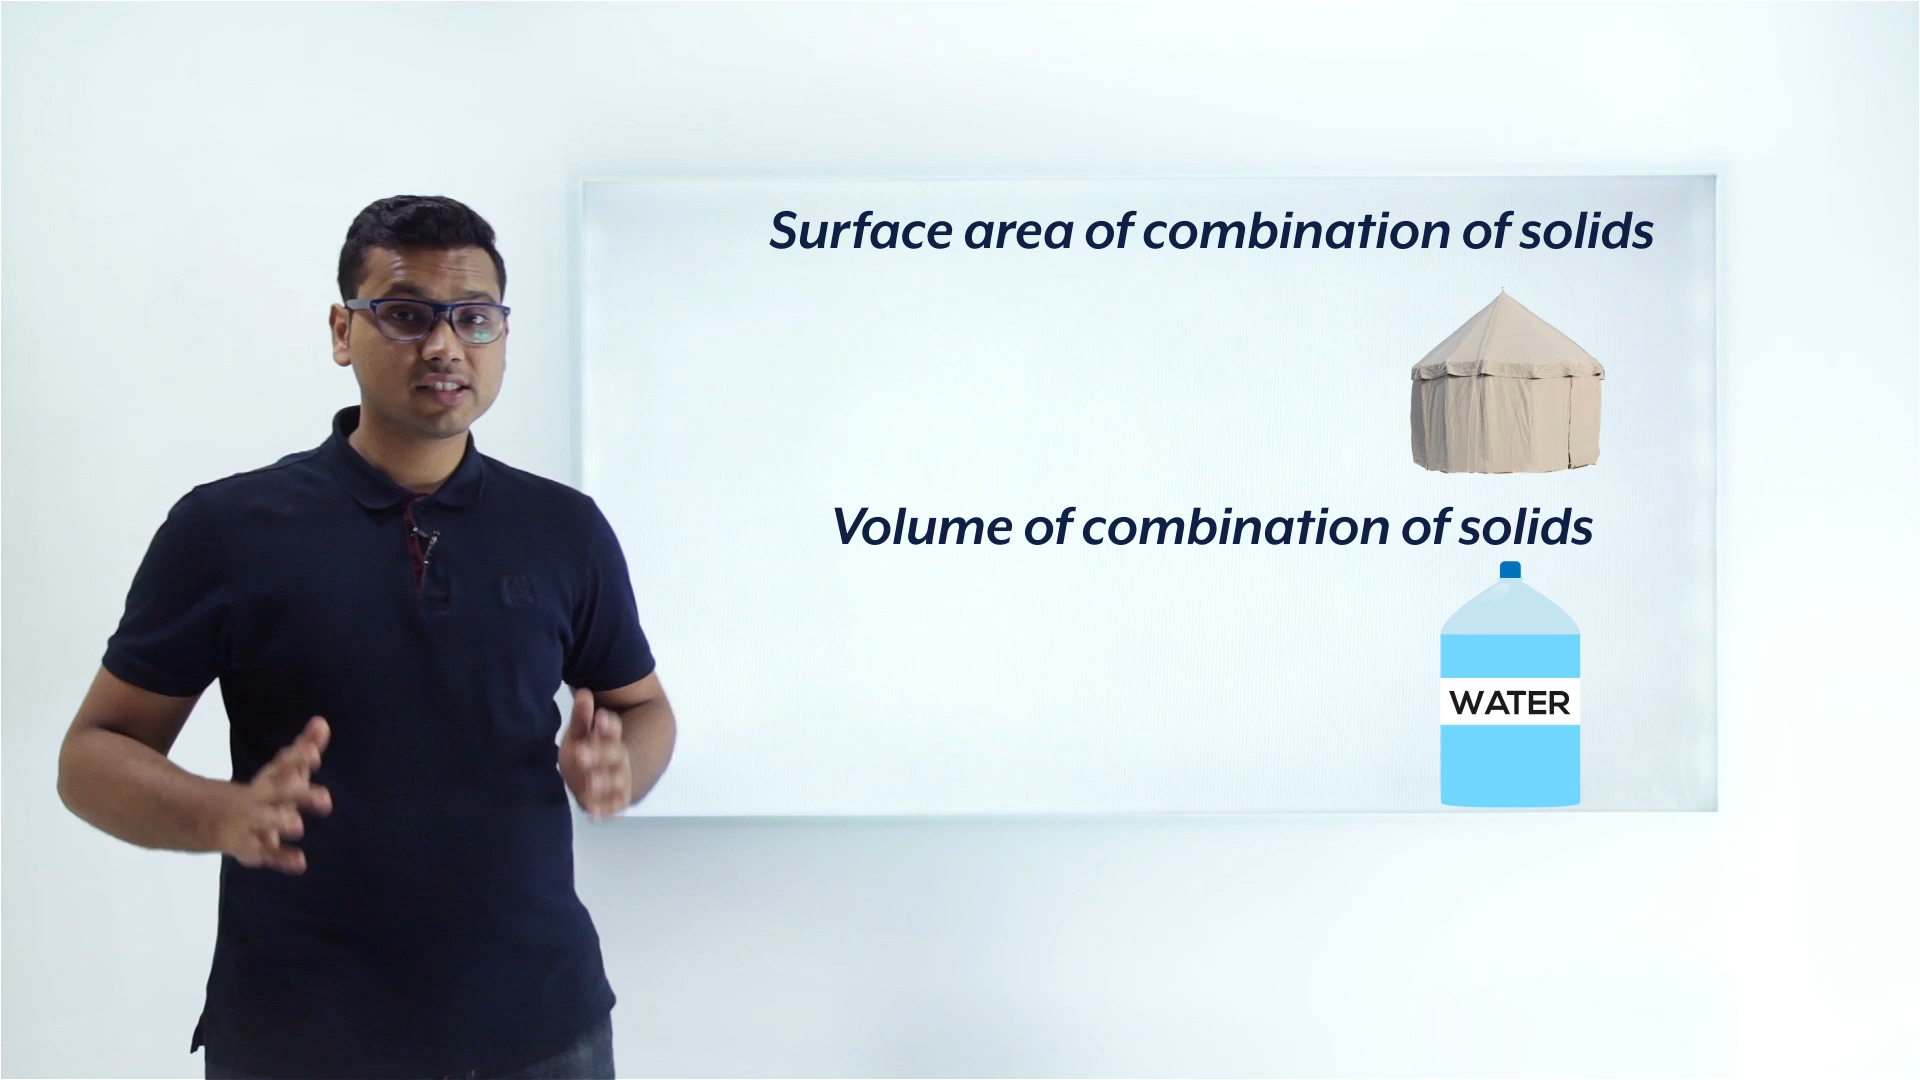 Surface area of combination of solids
Volume of combination of solids
WATER